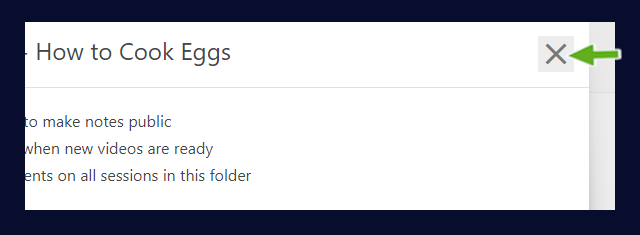 - How to Cook Eggs
to make notes public
when new videos are ready
ents on all sessions in this folder